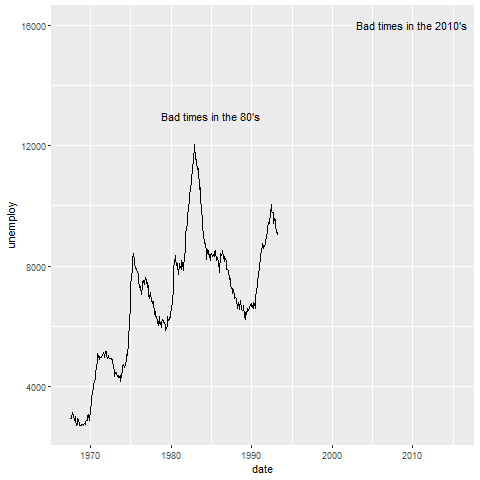 16000
Bad times in the 2010's
Bad times in the 80's
12000
unemploy
8000
4000
1970 1980 1990 2000 2010
date